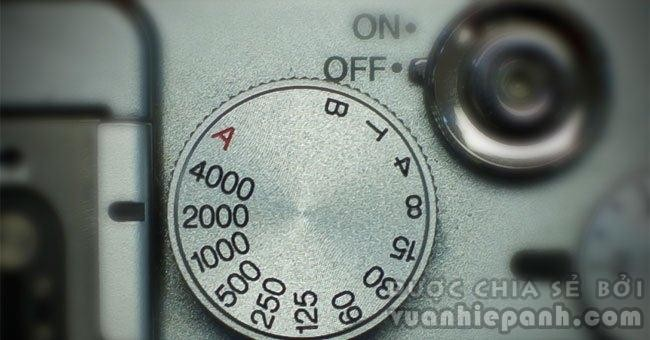 ON
OFF
B
T
4
8
15
30
60
125
250
500
1000
2000
4000
A
ĐƯỢC CHIA SẺ BỞI
vuanhiepanh.com